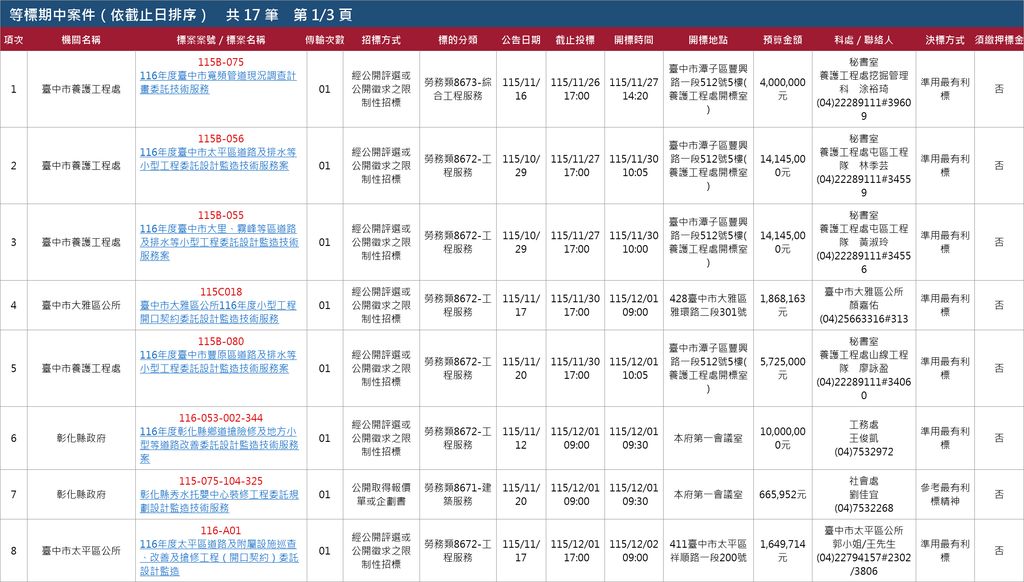 等標期中案件（依截止日排序） 共 17 筆 第 1/3 頁
項次 機關名稱 標案案號 / 標案名稱 傳輸次數 招標方式 標的分類 公告日期 截止投標 開標時間 開標地點 預算金額 科處 / 聯絡人 決標方式 須繳押標金
1
臺中市養護工程處
115B-075
116年度臺中市寬頻管道現況調查計
畫委託技術服務
01
經公開評選或
公開徵求之限
制性招標
勞務類8673-綜
合工程服務
115/11/
16
115/11/26
17:00
115/11/27
14:20
臺中市潭子區豐興
路一段512號5樓(
養護工程處開標室
)
4,000,000
元
秘書室
養護工程處挖掘管理
科 涂裕琦
(04)22289111#3960
9
準用最有利
標
否
2
臺中市養護工程處
115B-056
116年度臺中市太平區道路及排水等
小型工程委託設計監造技術服務案
01
經公開評選或
公開徵求之限
制性招標
勞務類8672-工
程服務
115/10/
29
115/11/27
17:00
115/11/30
10:05
臺中市潭子區豐興
路一段512號5樓(
養護工程處開標室
)
14,145,00
0元
秘書室
養護工程處屯區工程
隊 林季芸
(04)22289111#3455
9
準用最有利
標
否
3
臺中市養護工程處
115B-055
116年度臺中市大里、霧峰等區道路
及排水等小型工程委託設計監造技術
服務案
01
經公開評選或
公開徵求之限
制性招標
勞務類8672-工
程服務
115/10/
29
115/11/27
17:00
115/11/30
10:00
臺中市潭子區豐興
路一段512號5樓(
養護工程處開標室
)
14,145,00
0元
秘書室
養護工程處屯區工程
隊 黃淑玲
(04)22289111#3455
6
準用最有利
標
否
4
臺中市大雅區公所
115C018
臺中市大雅區公所116年度小型工程
開口契約委託設計監造技術服務
01
經公開評選或
公開徵求之限
制性招標
勞務類8672-工
程服務
115/11/
17
115/11/30
17:00
115/12/01
09:00
428臺中市大雅區
雅環路二段301號
1,868,163
元
臺中市大雅區公所
顏嘉佑
(04)25663316#313
準用最有利
標
否
5
臺中市養護工程處
115B-080
116年度臺中市豐原區道路及排水等
小型工程委託設計監造技術服務案
01
經公開評選或
公開徵求之限
制性招標
勞務類8672-工
程服務
115/11/
20
115/11/30
17:00
115/12/01
10:05
臺中市潭子區豐興
路一段512號5樓(
養護工程處開標室
)
5,725,000
元
秘書室
養護工程處山線工程
隊 廖詠盈
(04)22289111#3406
0
準用最有利
標
否
6
彰化縣政府
116-053-002-344
116年度彰化縣鄉道搶險修及地方小
型等道路改善委託設計監造技術服務
案
01
經公開評選或
公開徵求之限
制性招標
勞務類8672-工
程服務
115/11/
12
115/12/01
09:00
115/12/01
09:30
本府第一會議室
10,000,00
0元
工務處
王俊凱
(04)7532972
準用最有利
標
否
7
彰化縣政府
115-075-104-325
彰化縣秀水托嬰中心裝修工程委託規
劃設計監造技術服務
01
公開取得報價
單或企劃書
勞務類8671-建
築服務
115/11/
20
115/12/01
09:00
115/12/01
09:30
本府第一會議室
665,952元
社會處
劉佳宜
(04)7532268
參考最有利
標精神
否
8
臺中市太平區公所
116-A01
116年度太平區道路及附屬設施巡查
、改善及搶修工程（開口契約）委託
設計監造
01
經公開評選或
公開徵求之限
制性招標
勞務類8672-工
程服務
115/11/
17
115/12/01
17:00
115/12/02
09:00
411臺中市太平區
祥順路一段200號
1,649,714
元
臺中市太平區公所
郭小姐/王先生
(04)22794157#2302
/3806
準用最有利
標
否